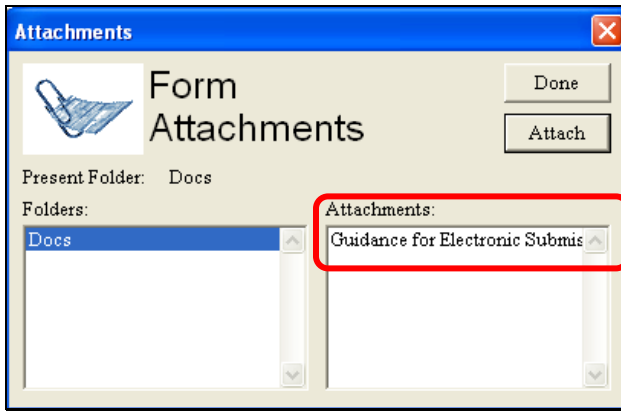 Attachments
Form
Attachments
Done
Attach
Present Folder: Docs
Folders:
Attachments:
Docs
Guidance for Electronic Submis